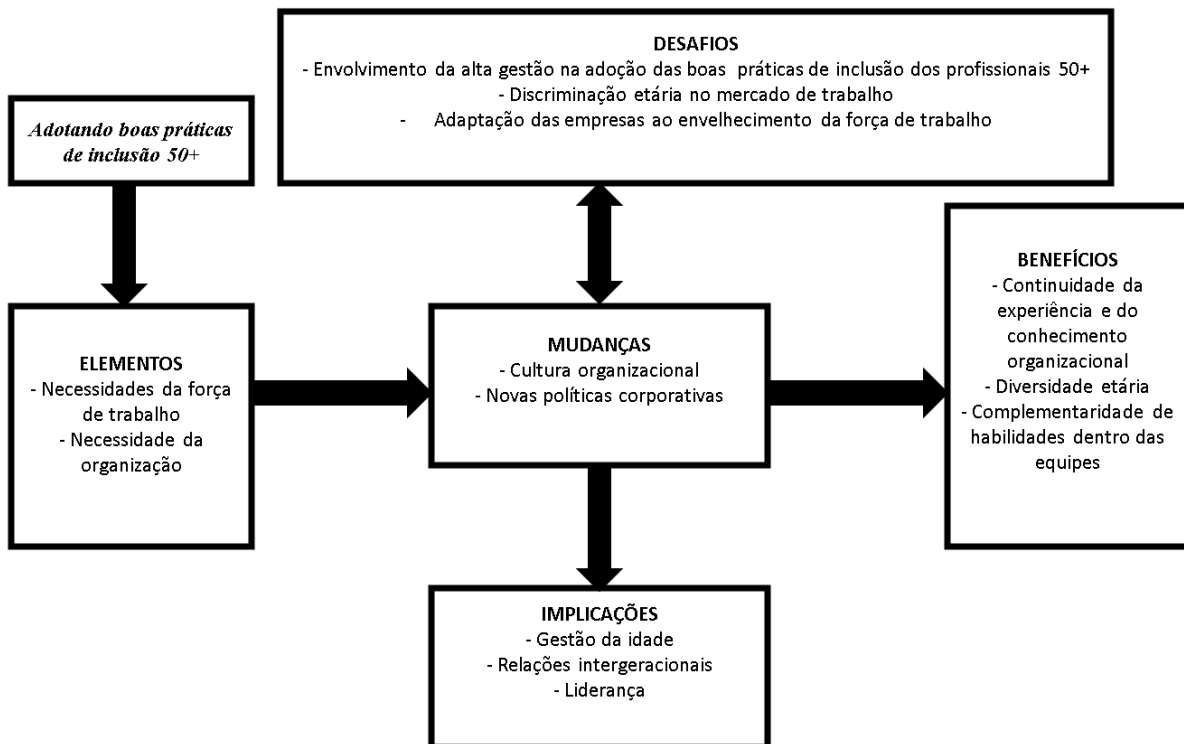 Adotando boas práticas
de inclusão 50+
DESAFIOS
- Envolvimento da alta gestão na adoção das boas práticas de inclusão dos profissionais 50+
- Discriminação etária no mercado de trabalho
- Adaptação das empresas ao envelhecimento da força de trabalho
ELEMENTOS
- Necessidades da força
de trabalho
- Necessidade da
organização
MUDANÇAS
- Cultura organizacional
- Novas políticas corporativas
BENEFÍCIOS
- Continuidade da
experiência e do
conhecimento
organizacional
- Diversidade etária
- Complementaridade de
habilidades dentro das
equipes
IMPLICAÇÕES
- Gestão da idade
- Relações intergeracionais
- Liderança